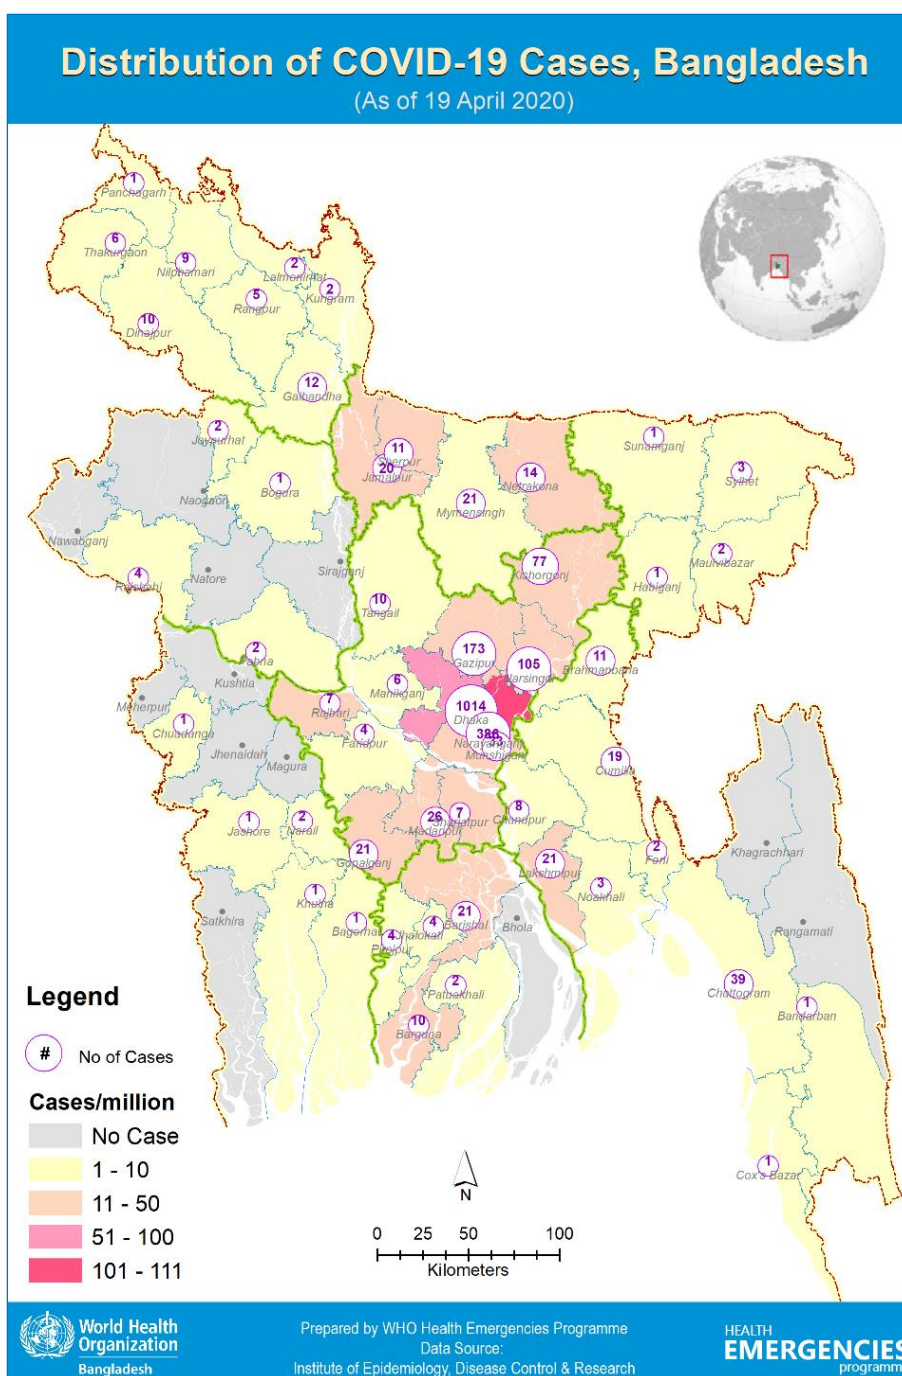 Distribution of COVID-19 Cases, Bangladesh
(As of 19 April 2020)
1
Panchagarh
6
Thakurgaon
9
Nilphamari
2
Lalmonirhat
2
Kurigram
5
Rangpur
10
Dinajpur
12
Gaibandha
2
Joypurhat
1
Bogura
Naogaon
Nawabganj
4
Rajshahi
Natore
Sirajganj
2
Pabna
11
Sherpur
20
Jamalpur
21
Mymensingh
14
Netrakona
1
Sunamganj
3
Sylhet
2
Maulvibazar
1
Habiganj
77
Kishorgonj
10
Tangail
173
Gazipur
105
Narsingdi
11
Brahmanbaria
6
Manikganj
1014
Dhaka
386
Narayanganj
33
Munshiganj
7
Rajbari
4
Faridpur
Kushtia
Meherpur
1
Chuadanga
Jhenaidah
Magura
1
Jashore
2
Narail
26
Madaripur
7
Shariatpur
21
Gopalganj
8
Chandpur
19
Cumilla
2
Feni
21
Lakshmipur
3
Noakhali
Khagrachhari
Rangamati
1
Khulna
Satkhira
1
Bagerhat
4
Pirojpur
4
Jhalokati
21
Barishal
Bhola
2
Patuakhali
10
Barguna
39
Chattogram
1
Bandarban
1
Cox's Bazar
Legend
# No of Cases
Cases/million
No Case
1 - 10
11 - 50
51 - 100
101 - 111
N
0 25 50 100
Kilometers
World Health
Organization
Bangladesh
Prepared by WHO Health Emergencies Programme
Data Source:
Institute of Epidemiology, Disease Control & Research
HEALTH
EMERGENCIES
programme